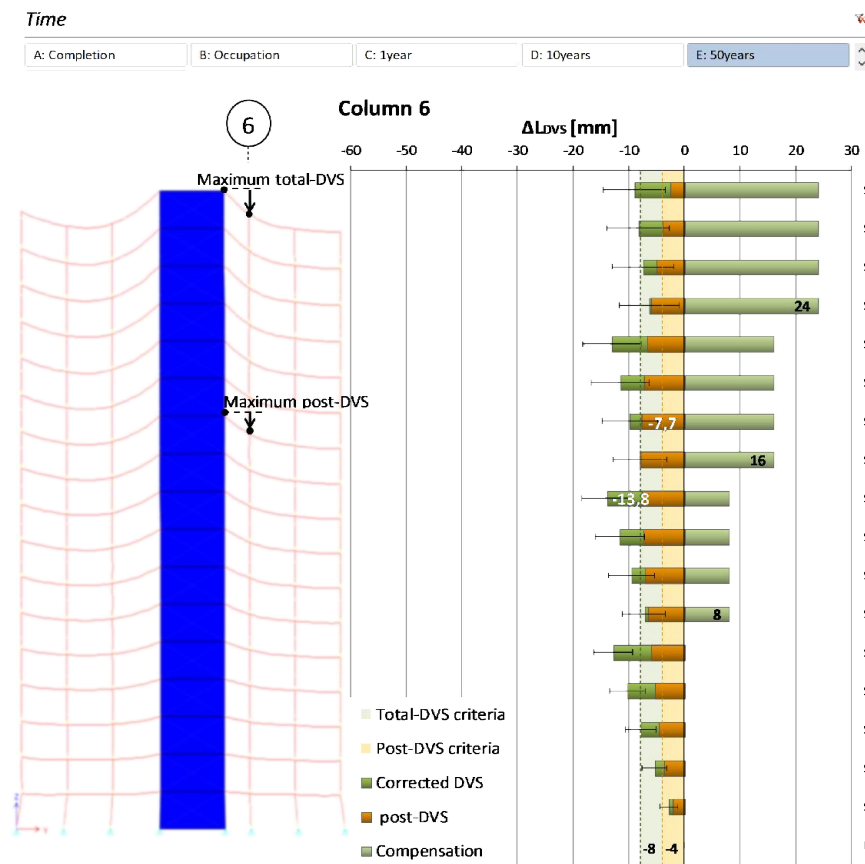 Time
A: Completion B: Occupation C: 1year D: 10years E: 50years
6
Column 6
ΔLDVS [mm]
-60 -50 -40 -30 -20 -10 0 10 20 30
Maximum total-DVS
24
Maximum post-DVS
-7,7
16
-13,8
8
Total-DVS criteria
Post-DVS criteria
Corrected DVS
post-DVS
Compensation
-8 -4
Z
Y